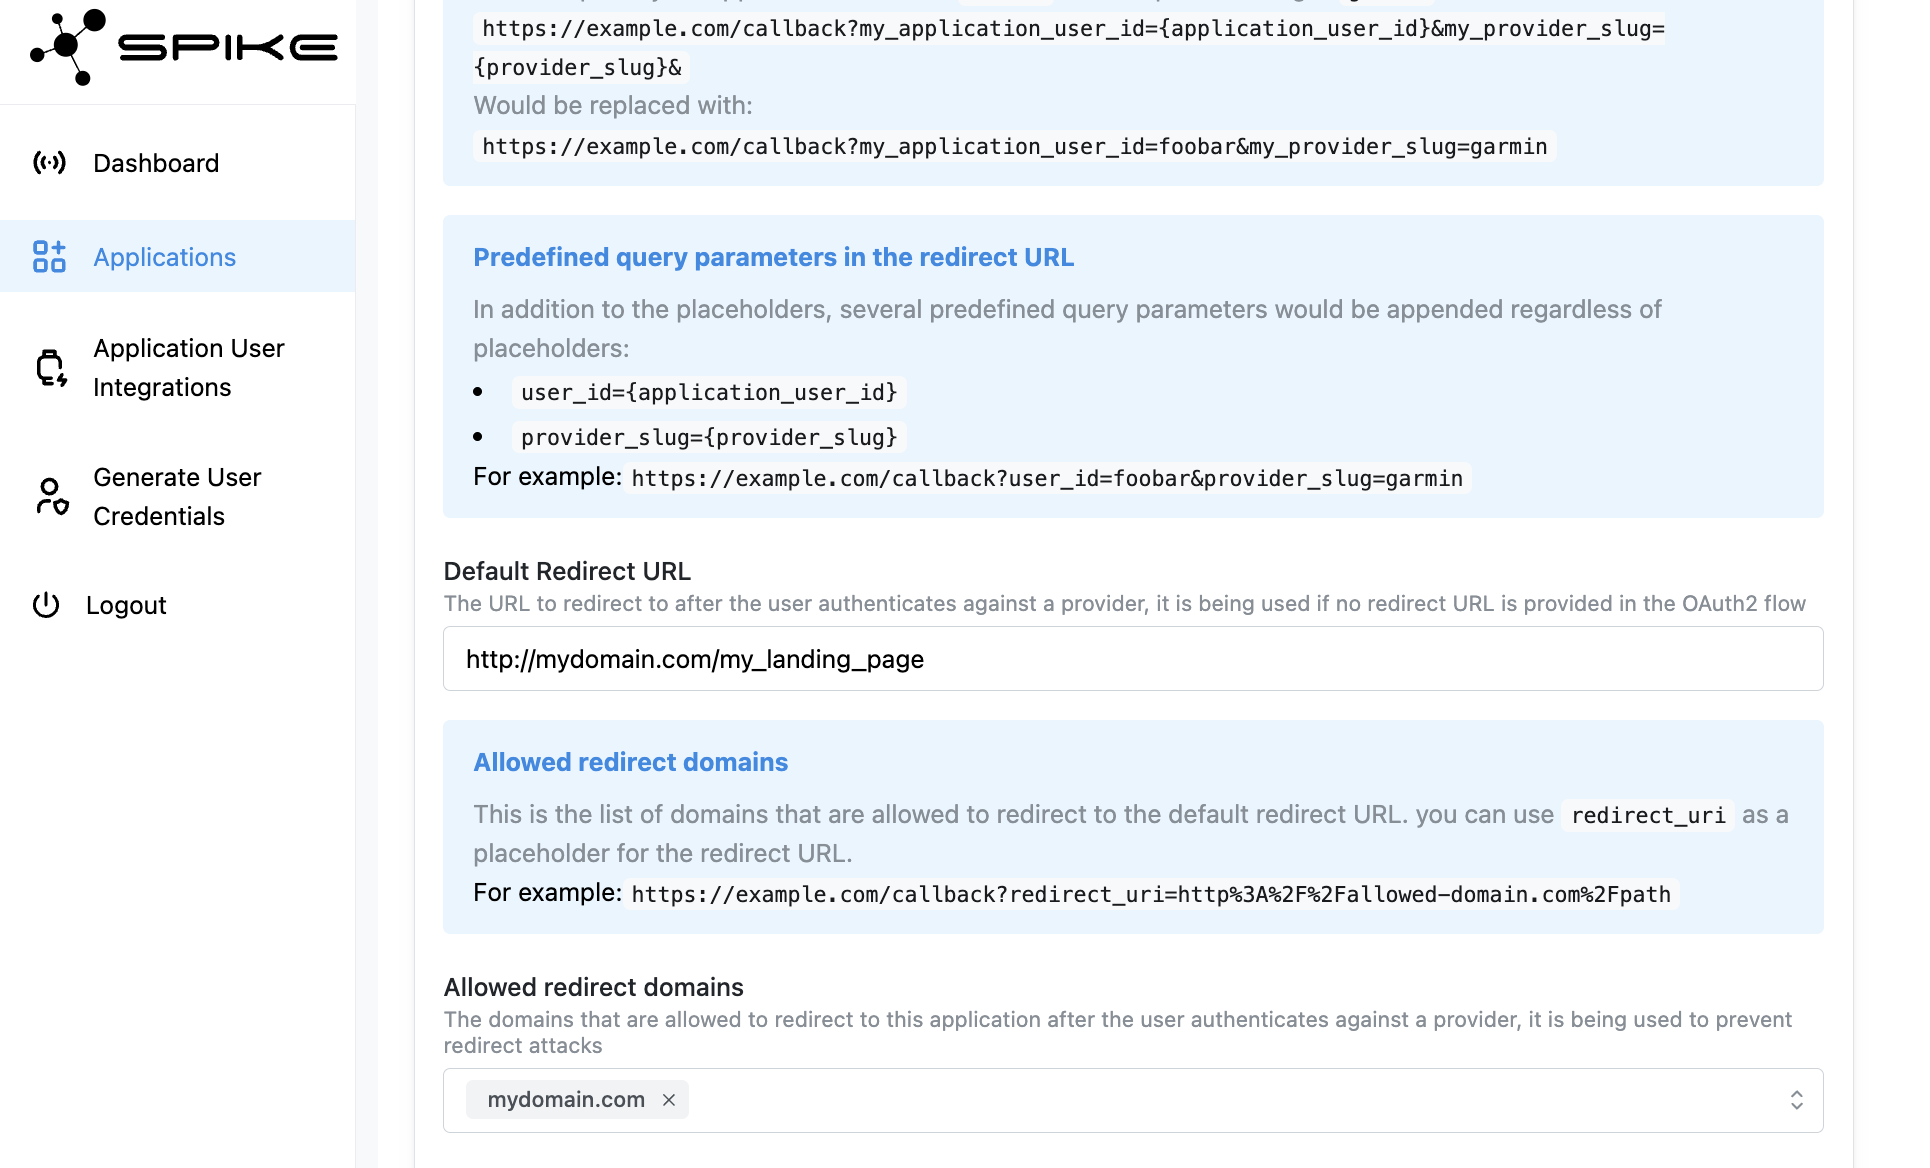 SPIKE
Dashboard
Applications
Application User
Integrations
Generate User
Credentials
Logout
https://example.com/callback?my_application_user_id={application_user_id}&my_provider_slug=
{provider_slug}&
Would be replaced with:
https://example.com/callback?my_application_user_id=foobar&my_provider_slug=garmin
Predefined query parameters in the redirect URL
In addition to the placeholders, several predefined query parameters would be appended regardless of
placeholders:
• user_id={application_user_id}
• provider_slug={provider_slug}
For example: https://example.com/callback?user_id=foobar&provider_slug=garmin
Default Redirect URL
The URL to redirect to after the user authenticates against a provider, it is being used if no redirect URL is provided in the OAuth2 flow
http://mydomain.com/my_landing_page
Allowed redirect domains
This is the list of domains that are allowed to redirect to the default redirect URL. you can use redirect_uri as a
placeholder for the redirect URL.
For example: https://example.com/callback?redirect_uri=http%3A%2F%2Fallowed-domain.com%2Fpath
Allowed redirect domains
The domains that are allowed to redirect to this application after the user authenticates against a provider, it is being used to prevent
redirect attacks
mydomain.com